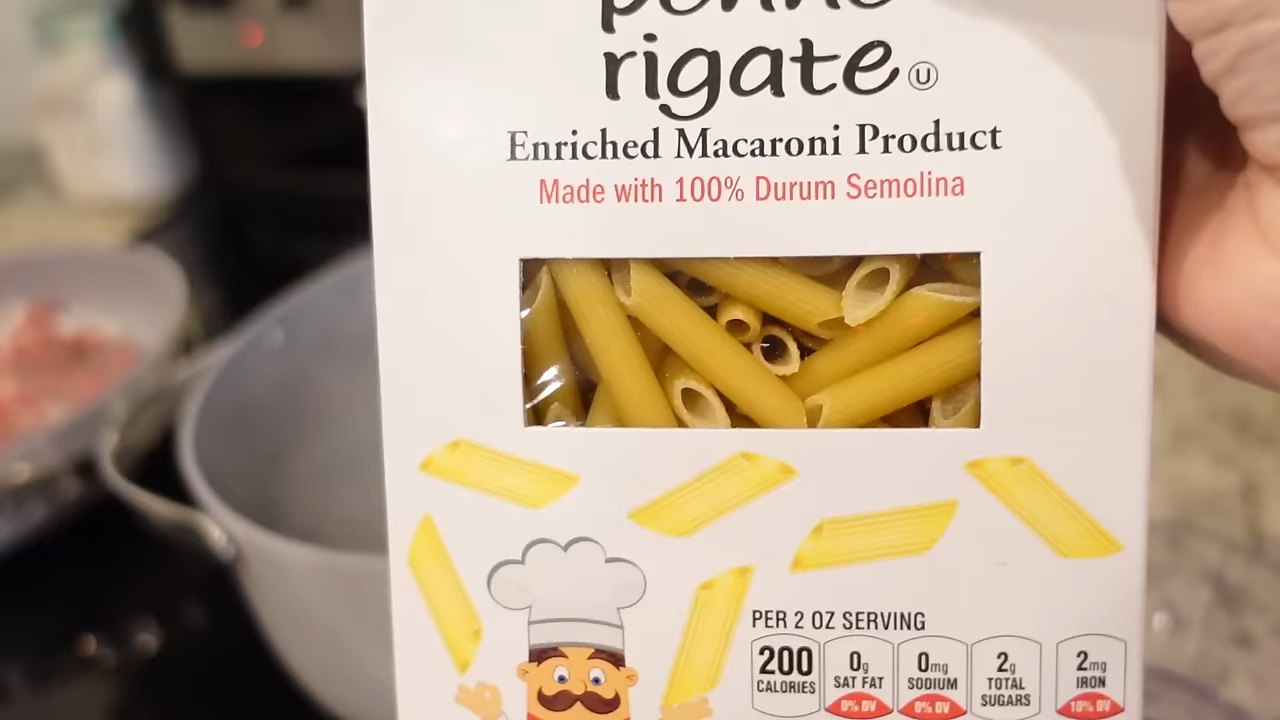 penne
rigate Ⓤ
Enriched Macaroni Product
Made with 100% Durum Semolina
PER 2 OZ SERVING
200 CALORIES
0g SAT FAT 0% DV
0mg SODIUM 0% DV
2g TOTAL SUGARS
2mg IRON 10% DV